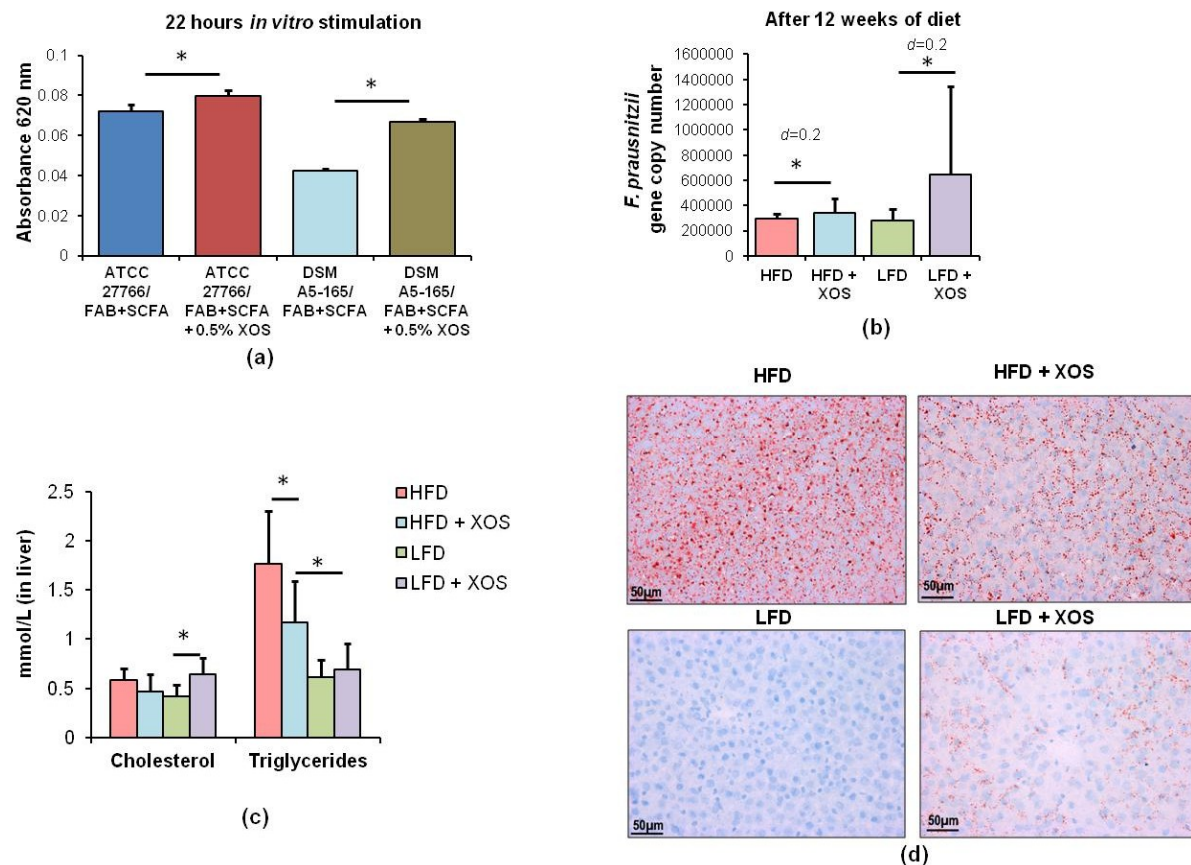 22 hours in vitro stimulation
Absorbance 620 nm
0.1
0.08
0.06
0.04
0.02
0
*
*
ATCC
27766/
FAB+SCFA
ATCC
27766/
FAB+SCFA
+0.5% XOS
DSM
A5-165/
FAB+SCFA
DSM
A5-165/
FAB+SCFA
+0.5% XOS
(a)
After 12 weeks of diet
F. prausnitzii
gene copy number
1600000
1400000
1200000
1000000
800000
600000
400000
200000
0
d=0.2
*
d=0.2
*
HFD
HFD +
XOS
LFD
LFD +
XOS
(b)
mmol/L (in liver)
2.5
2
1.5
1
0.5
0
*
*
*
Cholesterol
Triglycerides
HFD
HFD + XOS
LFD
LFD + XOS
(c)
HFD
50µm
HFD + XOS
50µm
LFD
50µm
LFD + XOS
50µm
(d)